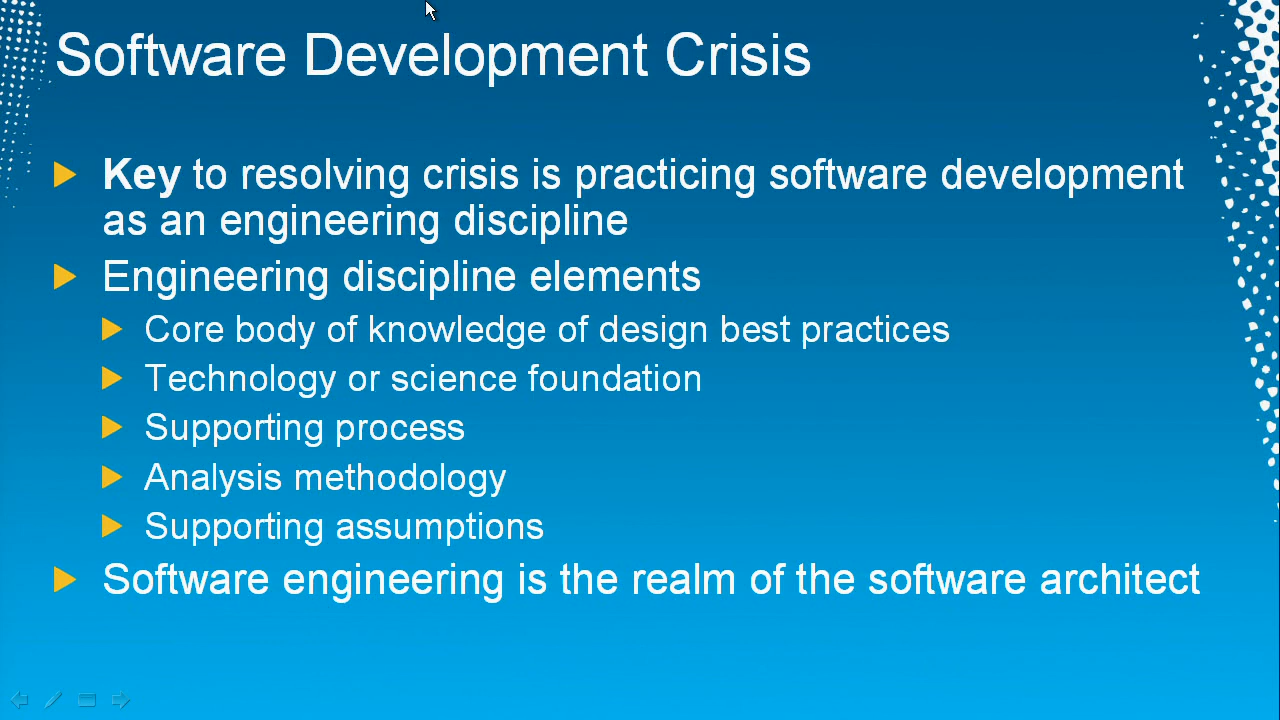 Software Development Crisis
Key to resolving crisis is practicing software development
as an engineering discipline
Engineering discipline elements
Core body of knowledge of design best practices
Technology or science foundation
Supporting process
Analysis methodology
Supporting assumptions
Software engineering is the realm of the software architect